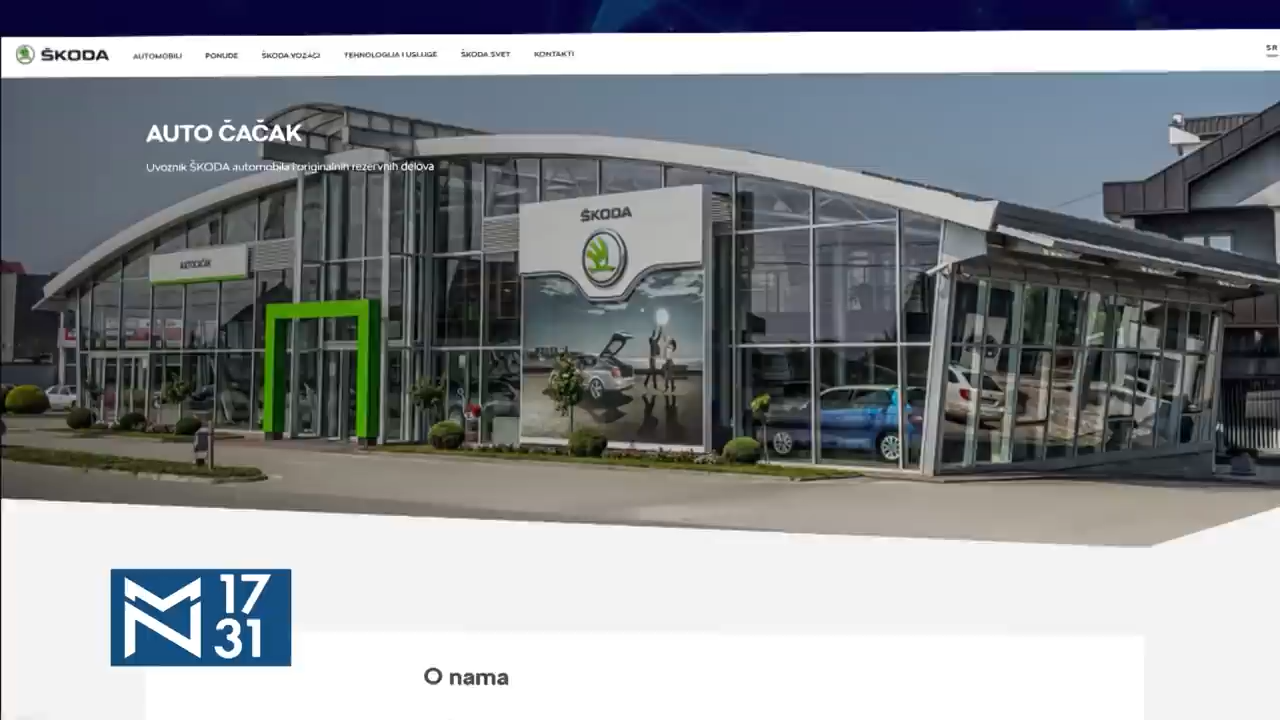 ŠKODA
AUTOMOBILI PONUDE ŠKODA VOZAČI TEHNOLOGIJA I USLUGE ŠKODA SVET KONTAKTI
SR
AUTO ČAČAK
Uvoznik ŠKODA automobila i originalnih rezervnih delova
ŠKODA
AUTOČAČAK
N 17
31
O nama